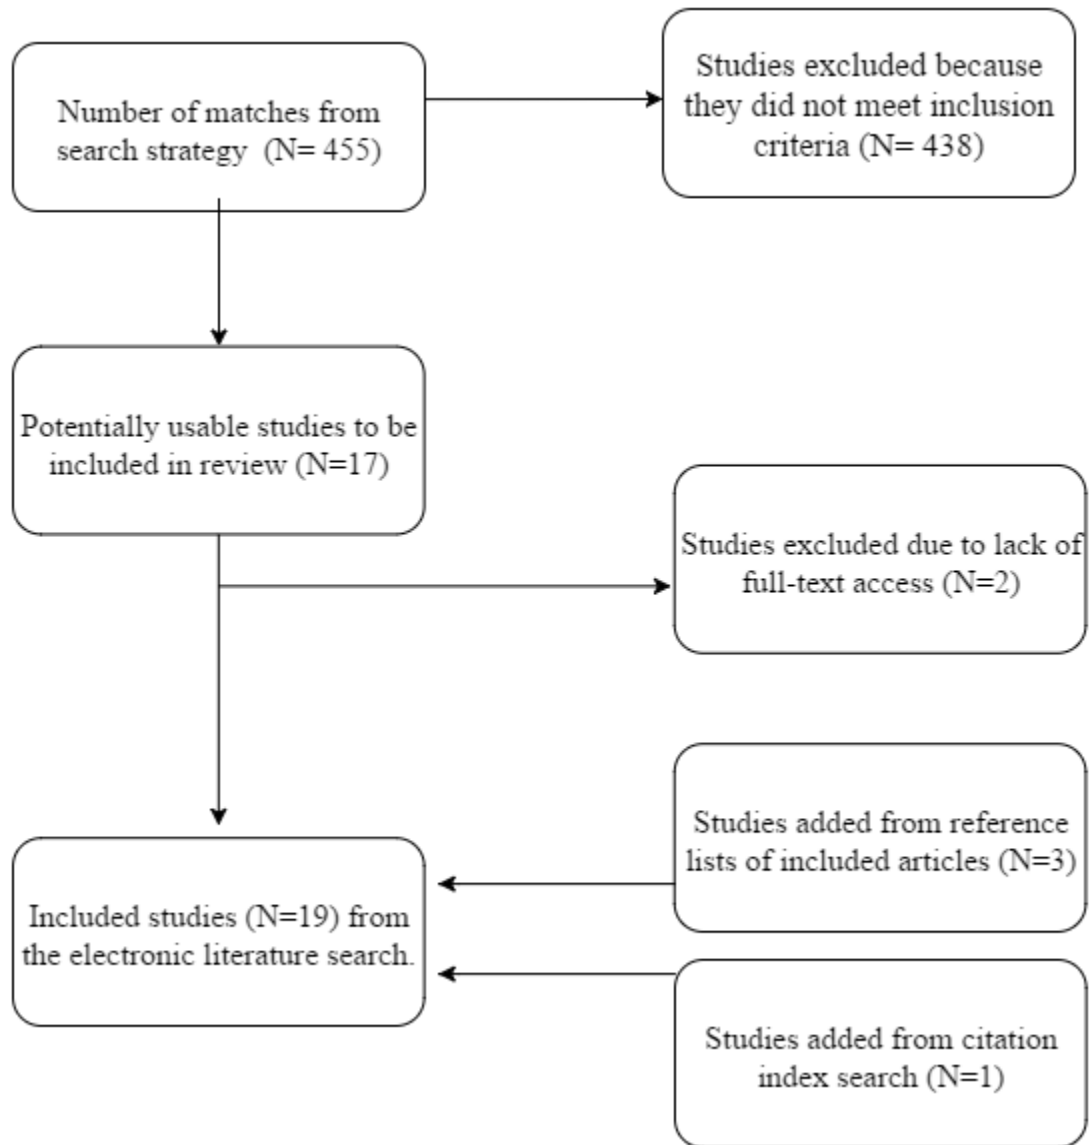 Number of matches from
search strategy (N= 455)
Studies excluded because
they did not meet inclusion
criteria (N= 438)
Potentially usable studies to be
included in review (N=17)
Studies excluded due to lack of
full-text access (N=2)
Studies added from reference
lists of included articles (N=3)
Included studies (N=19) from
the electronic literature search.
Studies added from citation
index search (N=1)